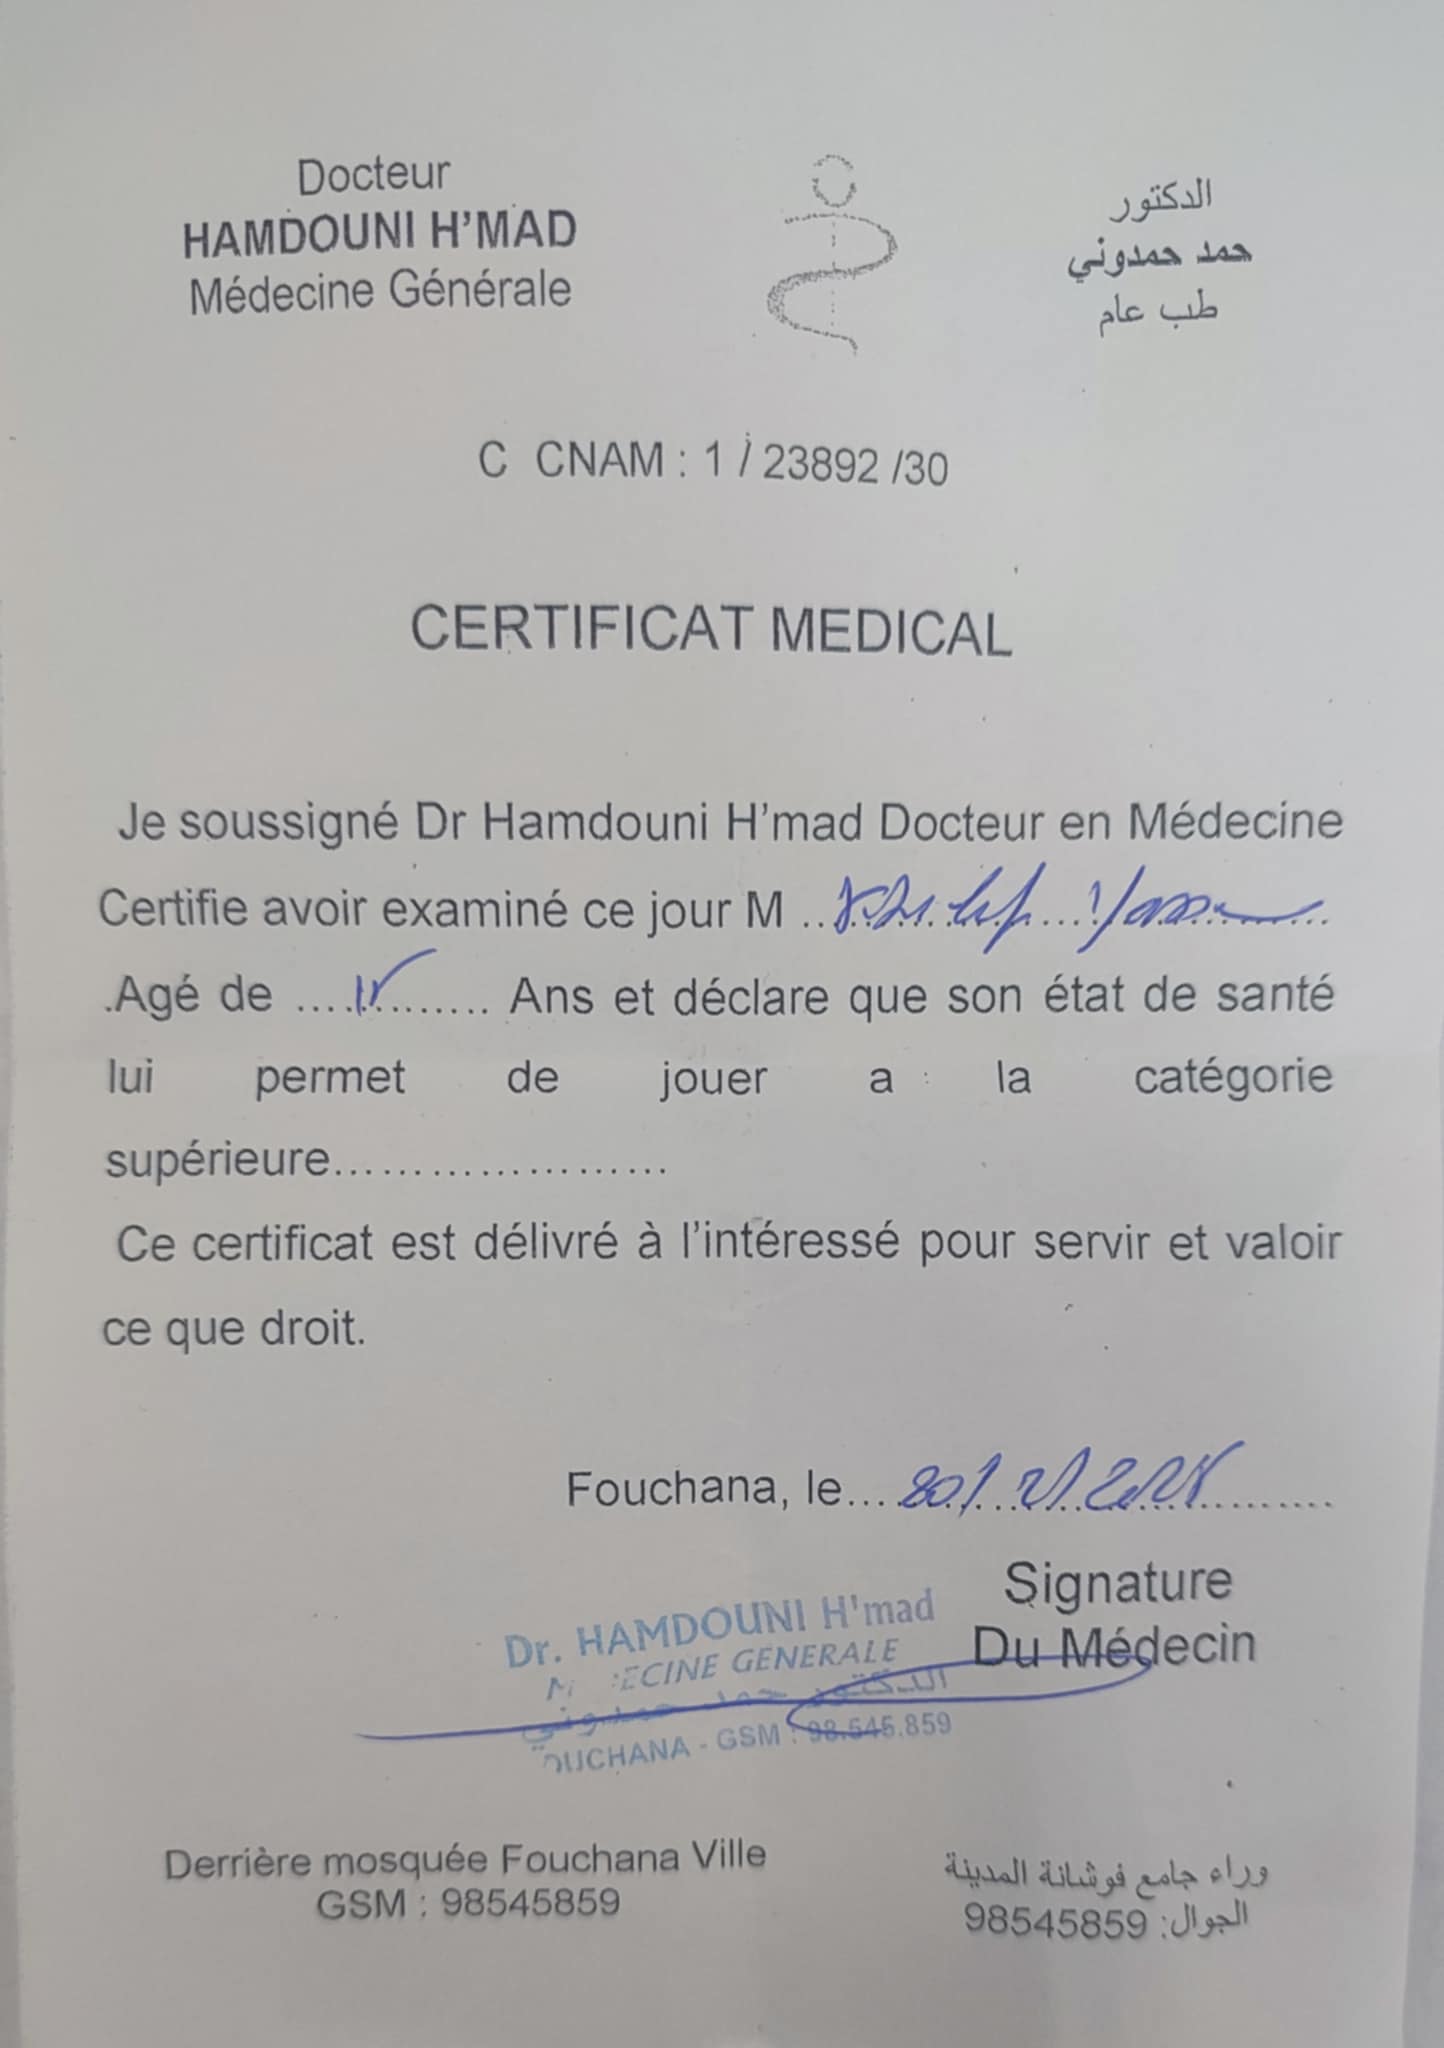 Docteur
HAMDOUNI H'MAD
Médecine Générale
الدكتور
حمد حمدوني
طب عام
C CNAM : 1 / 23892 /30
CERTIFICAT MEDICAL
Je soussigné Dr Hamdouni H'mad Docteur en Médecine
Certifie avoir examiné ce jour M ..
.Agé de ........... Ans et déclare que son état de santé
lui permet de jouer a la catégorie
supérieure.....................
Ce certificat est délivré à l'intéressé pour servir et valoir
ce que droit.
Fouchana, le....
Signature
Du Médecin
Dr. HAMDOUNI H'mad
GENERALE
الدكتور حمد حمدوني
GSM : 98.545.859
Derrière mosquée Fouchana Ville
GSM : 98545859
وراء جامع فوشانة المدينة
الجوال: 98545859